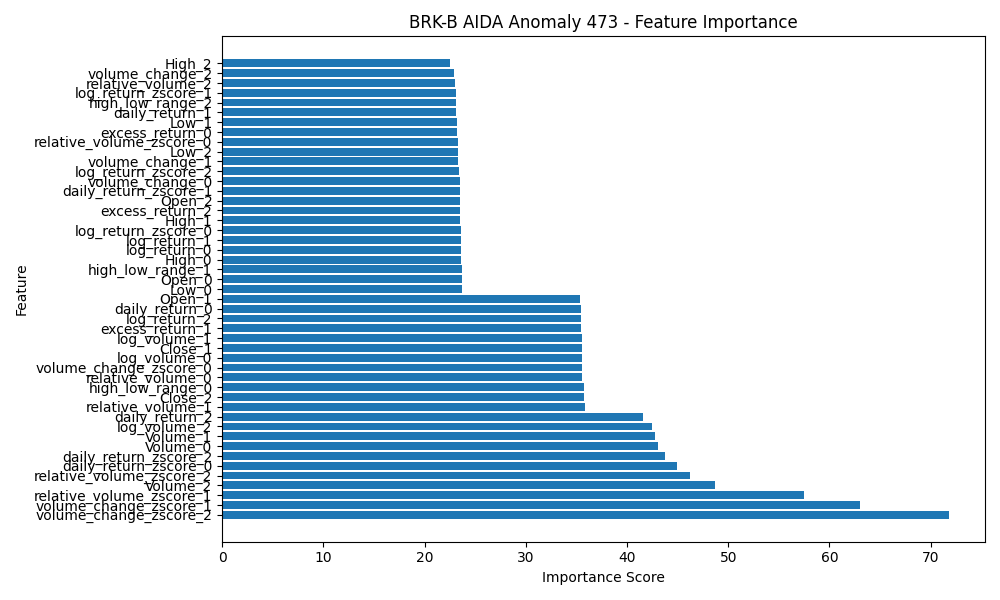 BRK-B AIDA Anomaly 473 - Feature Importance
High_2
volume_change_2
relative_volume_2
log_return_zscore_1
high_low_range_2
daily_return_1
Low_1
excess_return_0
relative_volume_zscore_0
Low_2
volume_change_1
log_return_zscore_2
volume_change_0
daily_return_zscore_1
Open_2
excess_return_2
High_1
log_return_zscore_0
log_return_1
log_return_0
High_0
high_low_range_1
Open_0
Low_0
Open_1
daily_return_0
log_return_2
excess_return_1
log_volume_1
Close_1
log_volume_0
volume_change_zscore_0
relative_volume_0
high_low_range_0
Close_2
relative_volume_1
daily_return_2
log_volume_2
Volume_1
Volume_0
daily_return_zscore_2
daily_return_zscore_0
relative_volume_zscore_2
Volume_2
relative_volume_zscore_1
volume_change_zscore_1
volume_change_zscore_2
Feature
0 10 20 30 40 50 60 70
Importance Score